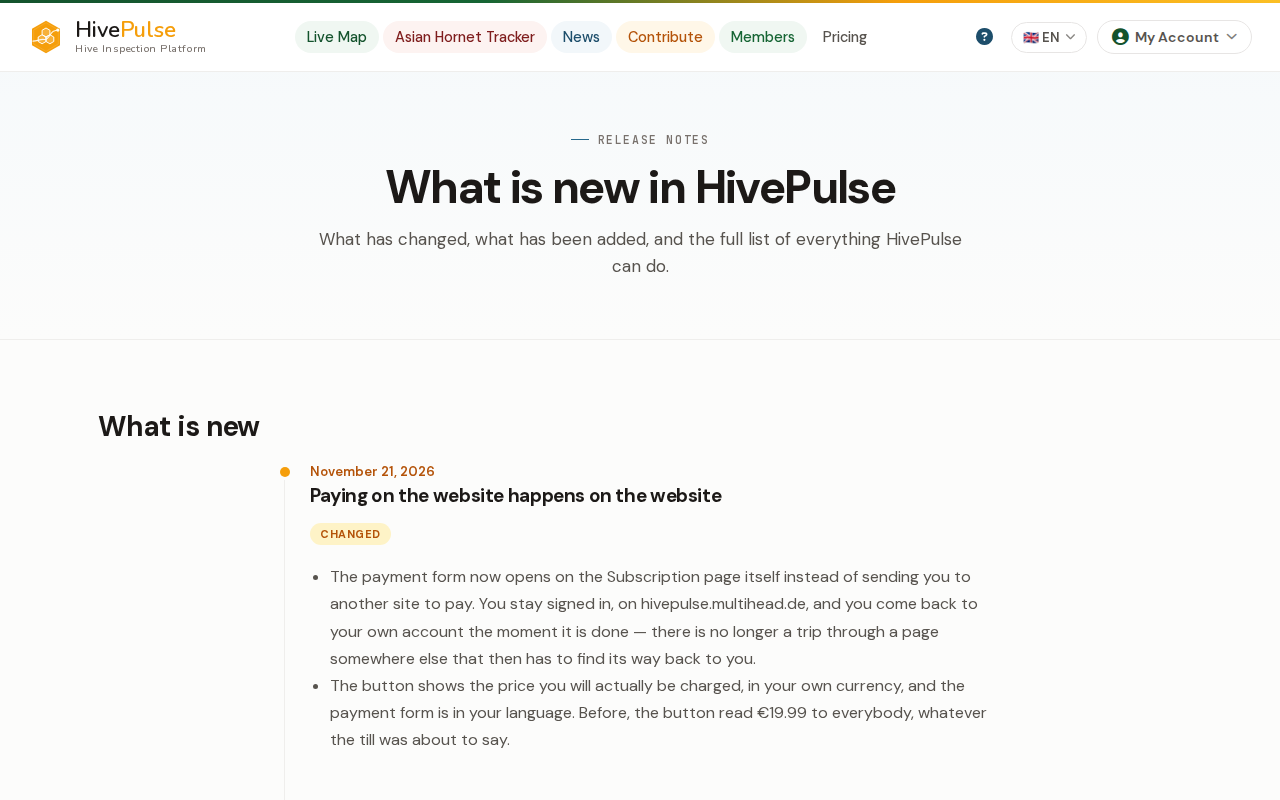 HivePulse
Hive Inspection Platform
Live Map
Asian Hornet Tracker
News
Contribute
Members
Pricing
?
EN
My Account
RELEASE NOTES
What is new in HivePulse
What has changed, what has been added, and the full list of everything HivePulse
can do.
What is new
November 21, 2026
Paying on the website happens on the website
CHANGED
• The payment form now opens on the Subscription page itself instead of sending you to
another site to pay. You stay signed in, on hivepulse.multihead.de, and you come back to
your own account the moment it is done — there is no longer a trip through a page
somewhere else that then has to find its way back to you.
• The button shows the price you will actually be charged, in your own currency, and the
payment form is in your language. Before, the button read €19.99 to everybody, whatever
the till was about to say.